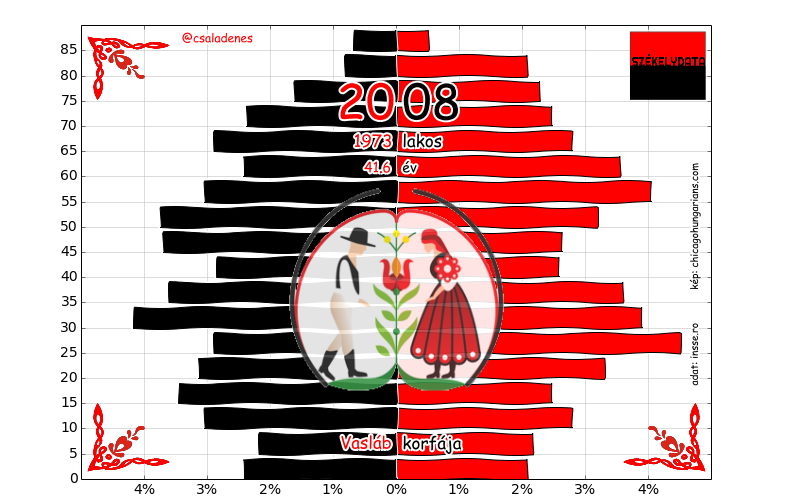 @csaladenes
SZÉKELYDATA
2008
1973 lakos
41.6 év
kép: chicagohungarians.com
adat: insse.ro
Vasláb korfája
85
80
75
70
65
60
55
50
45
40
35
30
25
20
15
10
5
0
4% 3% 2% 1% 0% 1% 2% 3% 4%